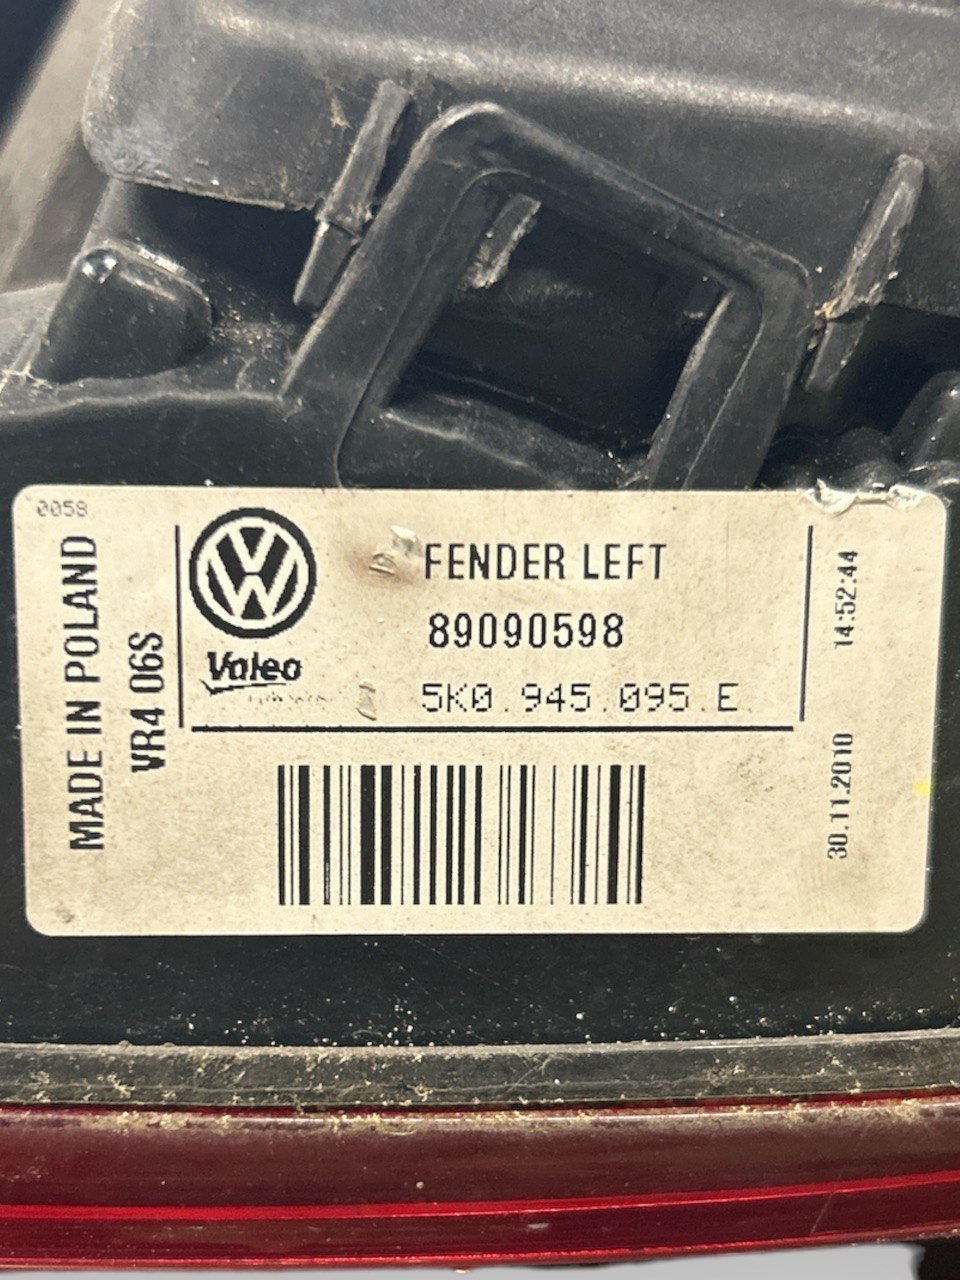 0058
MADE IN POLAND
VR4 06S
VW
Valeo
FENDER LEFT
89090598
5K0.945.095.E
14:52:44
30.11.2010